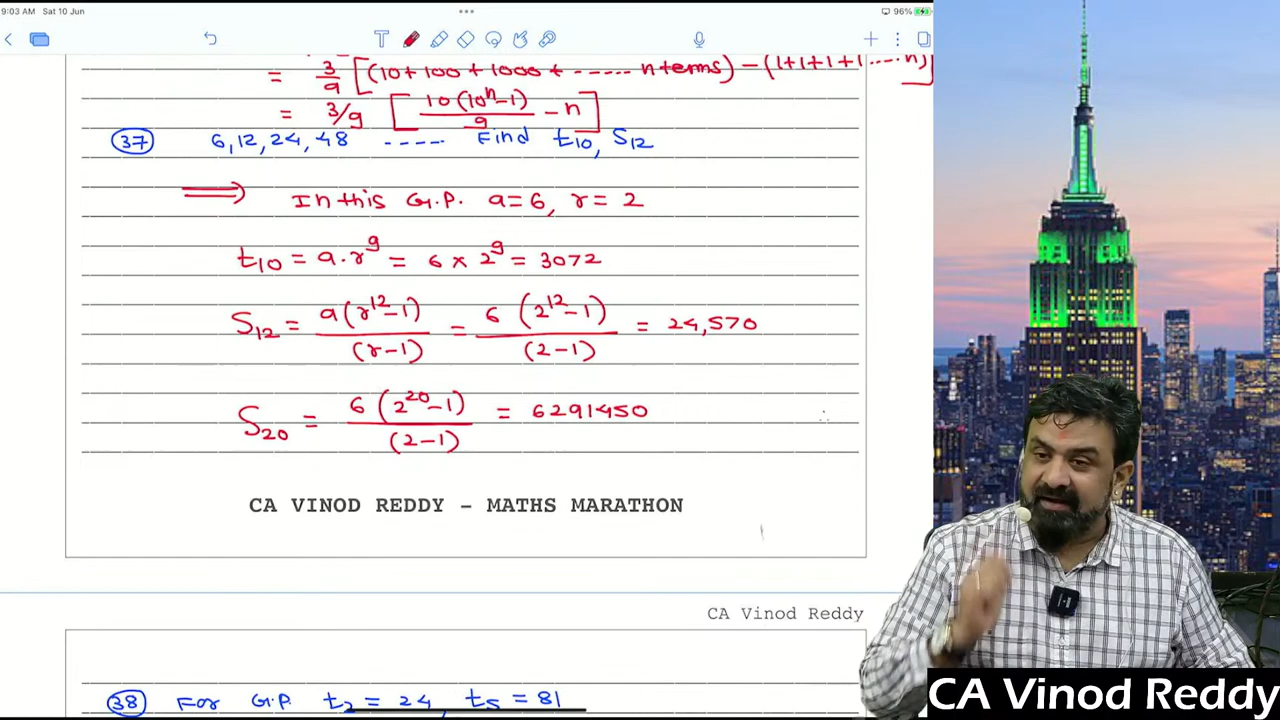 9:03 AM Sat 10 Jun
96%
= 3/9 [(10+100+1000+ ...... n terms) - (1+1+1+1.....n)]
= 3/9 [ 10(10ⁿ-1)/9 - n ]
37 6, 12, 24, 48 ---- Find t₁₀, S₁₂
⇒ In this G.P. a=6, r=2
t₁₀ = a.r⁹ = 6 × 2⁹ = 3072
S₁₂ = a(r¹²-1)/(r-1) = 6(2¹²-1)/(2-1) = 24,570
S₂₀ = 6(2²⁰-1)/(2-1) = 6291450
CA VINOD REDDY - MATHS MARATHON
CA Vinod Reddy
38 For G.P. t₂ = 24, t₅ = 81
CA Vinod Reddy